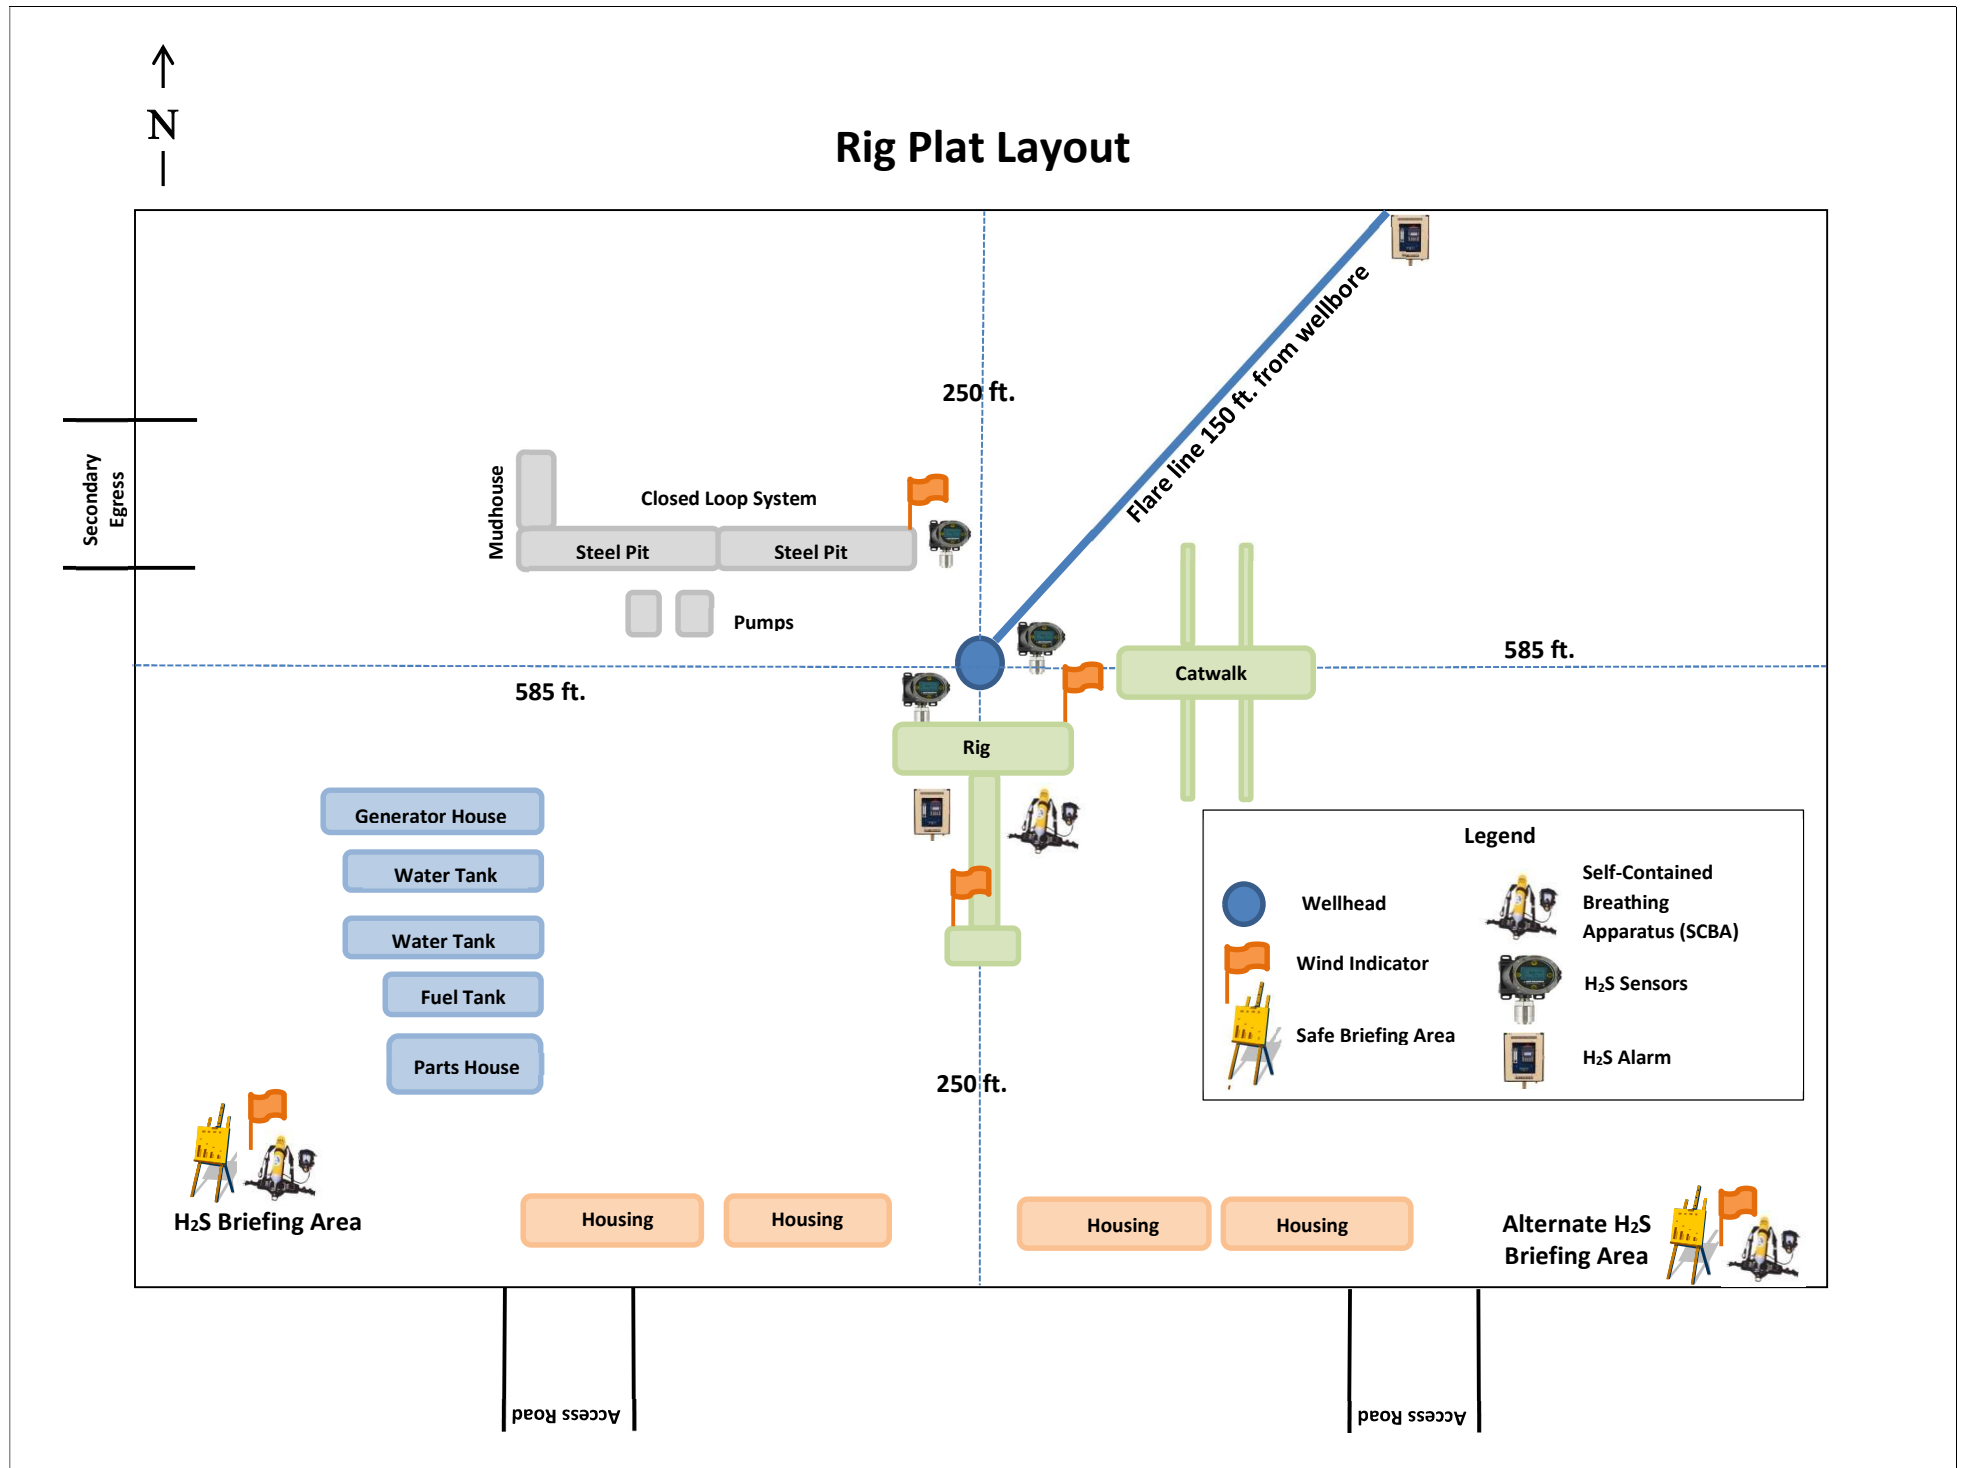 N
Rig Plat Layout
Flare line 150 ft. from wellbore
250 ft.
Secondary
Egress
Mudhouse
Closed Loop System
Steel Pit
Steel Pit
Pumps
585 ft.
585 ft.
Catwalk
Rig
Generator House
Water Tank
Water Tank
Fuel Tank
Parts House
Legend
Wellhead
Wind Indicator
Safe Briefing Area
Self-Contained
Breathing
Apparatus (SCBA)
H₂S Sensors
H₂S Alarm
250 ft.
H₂S Briefing Area
Housing
Housing
Housing
Housing
Alternate H₂S
Briefing Area
Access Road
Access Road